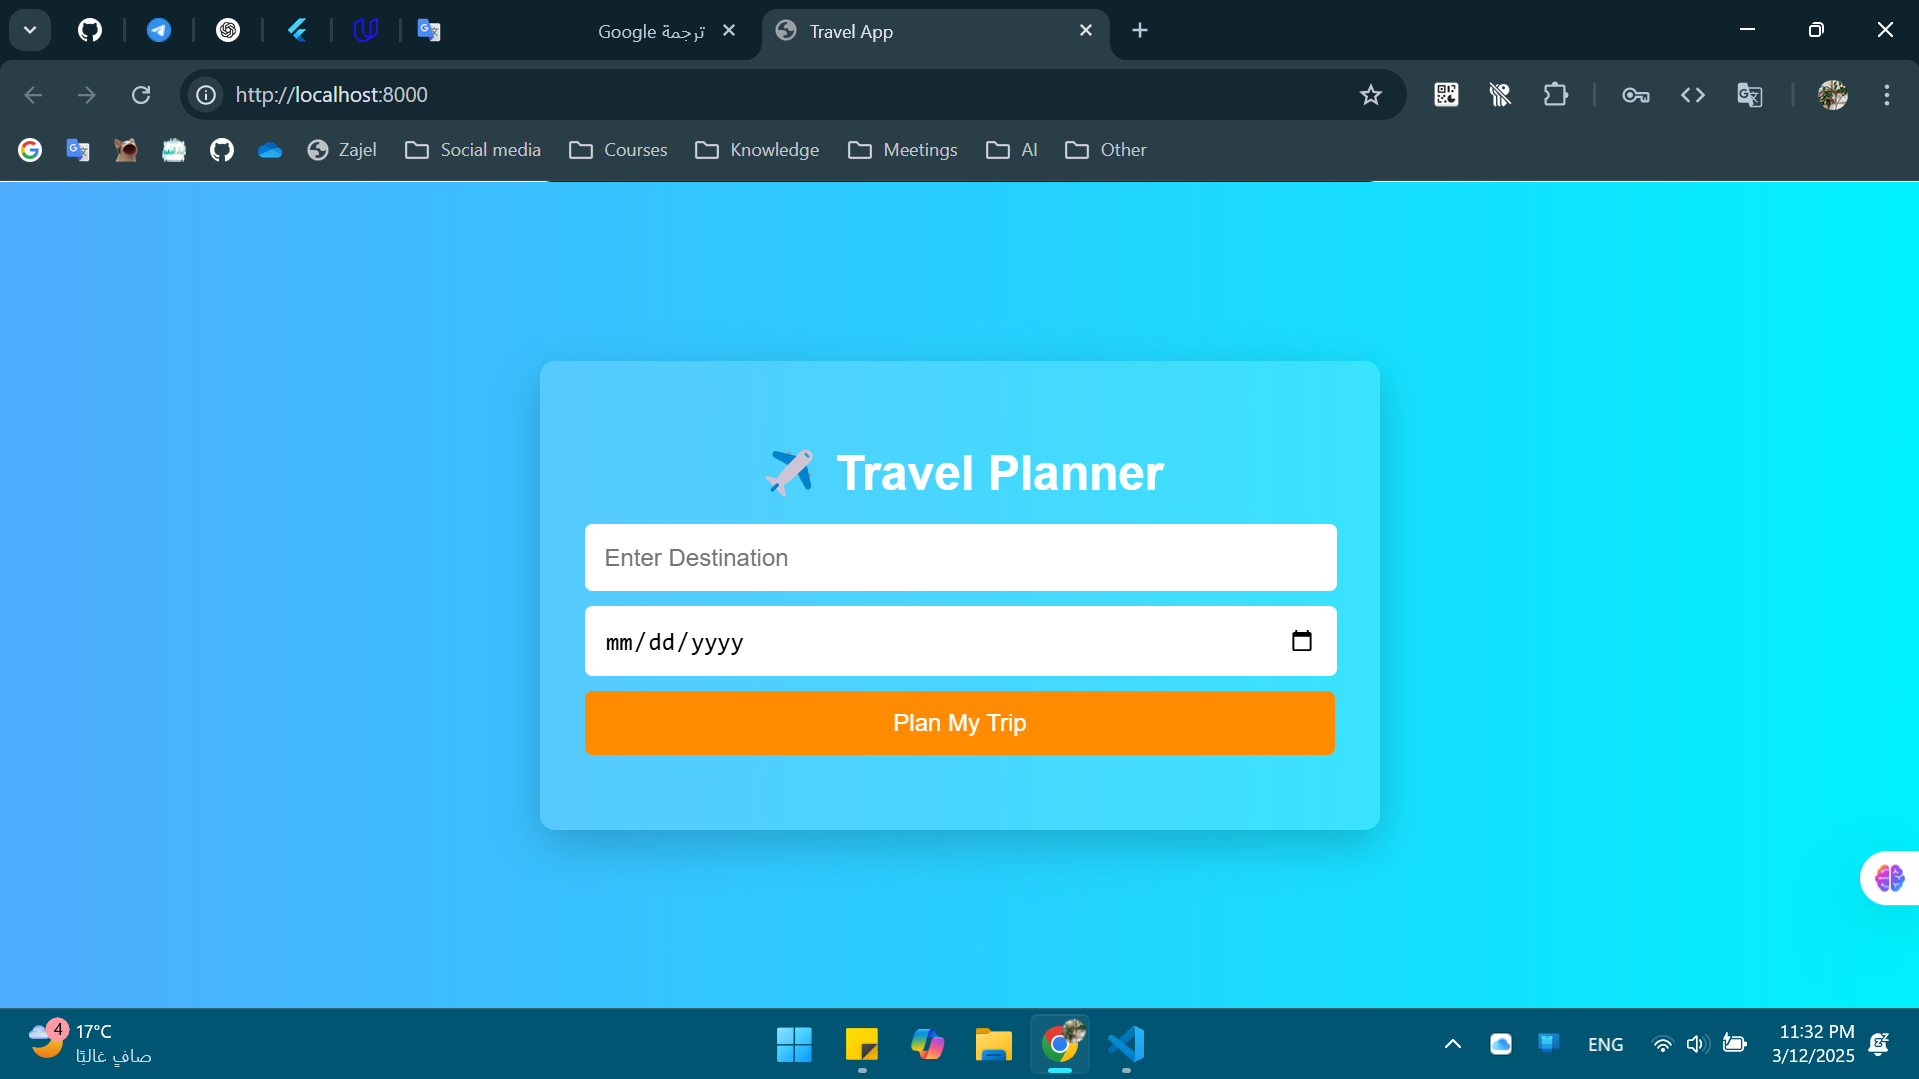 ترجمة Google
Travel App
http://localhost:8000
Zajel
Social media
Courses
Knowledge
Meetings
AI
Other
Travel Planner
Enter Destination
mm/dd/yyyy
Plan My Trip
4
17°C
صافٍ غالبًا
ENG
11:32 PM
3/12/2025